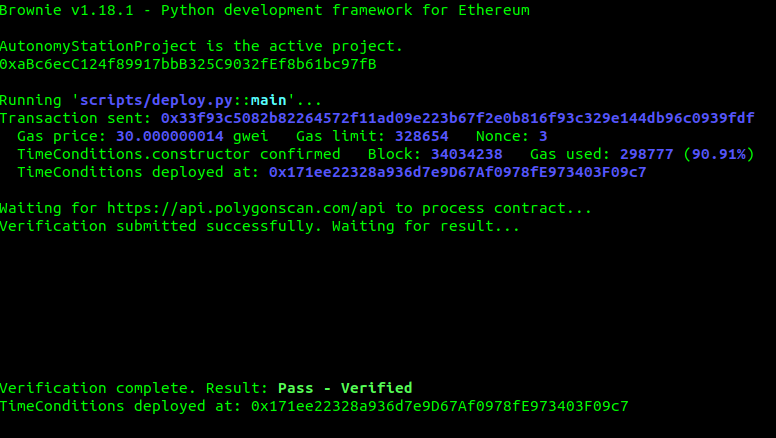 Brownie v1.18.1 - Python development framework for Ethereum
AutonomyStationProject is the active project.
0xaBc6ecC124f89917bbB325C9032fEf8b61bc97fB
Running 'scripts/deploy.py::main'...
Transaction sent: 0x33f93c5082b82264572f11ad09e223b67f2e0b816f93c329e144db96c0939fdf
Gas price: 30.000000014 gwei   Gas limit: 328654   Nonce: 3
TimeConditions.constructor confirmed   Block: 34034238   Gas used: 298777 (90.91%)
TimeConditions deployed at: 0x171ee22328a936d7e9D67Af0978fE973403F09c7
Waiting for https://api.polygonscan.com/api to process contract...
Verification submitted successfully. Waiting for result...
Verification complete. Result: Pass - Verified
TimeConditions deployed at: 0x171ee22328a936d7e9D67Af0978fE973403F09c7